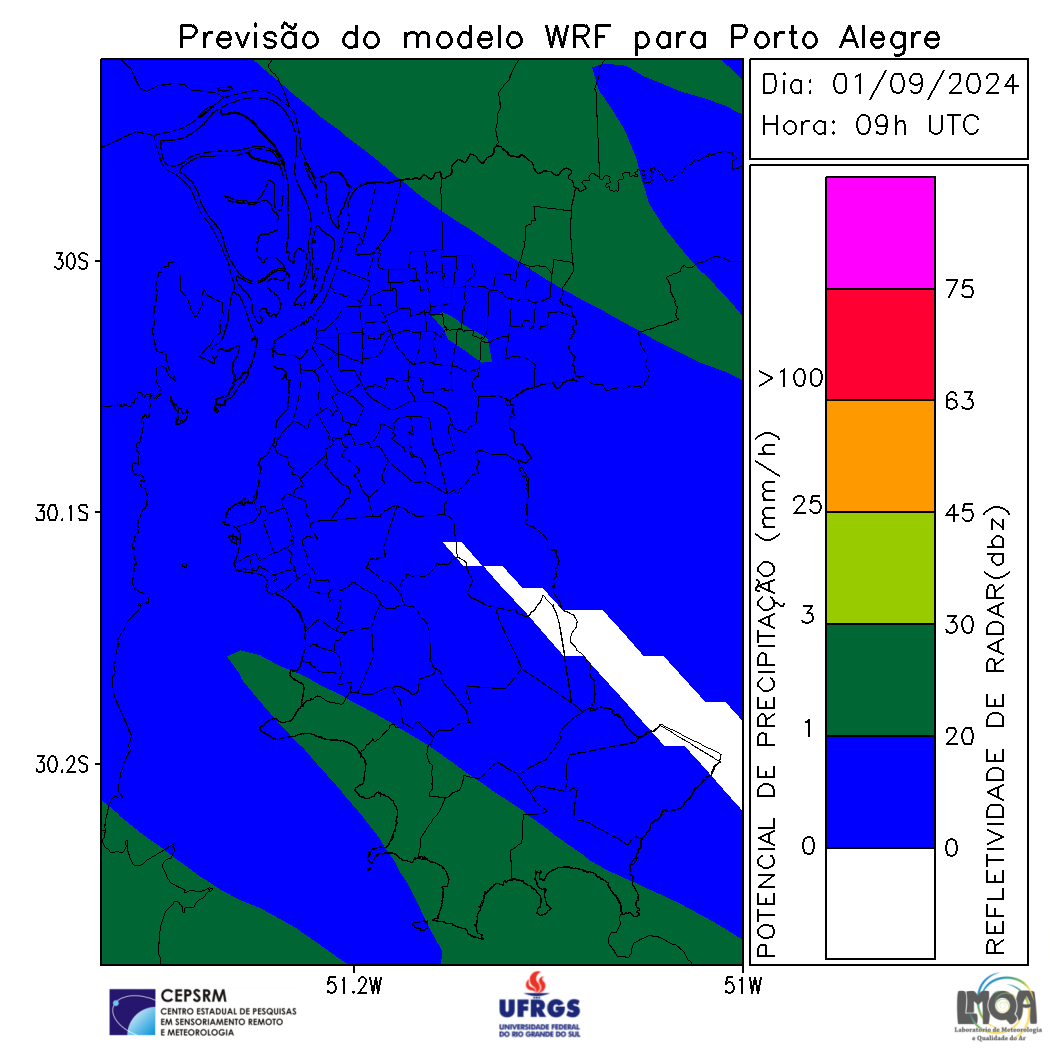 Previsão do modelo WRF para Porto Alegre
Dia: 01/09/2024
Hora: 09h UTC
30S
30.1S
30.2S
51.2W
51W
POTENCIAL DE PRECIPITAÇÃO (mm/h)
>100
25
3
1
0
75
63
45
30
20
0
REFLETIVIDADE DE RADAR(dbz)
CEPSRM
CENTRO ESTADUAL DE PESQUISAS
EM SENSORIAMENTO REMOTO
E METEOROLOGIA
UFRGS
UNIVERSIDADE FEDERAL
DO RIO GRANDE DO SUL
LMQA
Laboratório de Meteorologia
e Qualidade do Ar